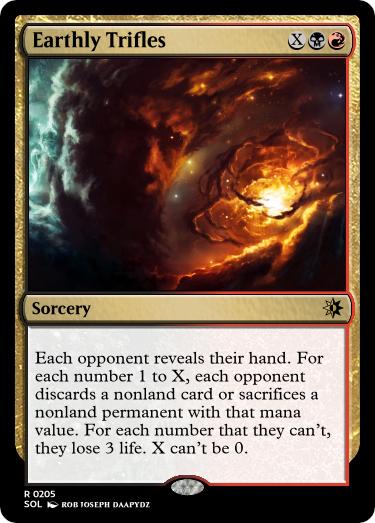 Earthly Trifles
X
Sorcery
Each opponent reveals their hand. For
each number 1 to X, each opponent
discards a nonland card or sacrifices a
nonland permanent with that mana
value. For each number that they can't,
they lose 3 life. X can't be 0.
R 0205
SOL ROB JOSEPH DAAPYDZ